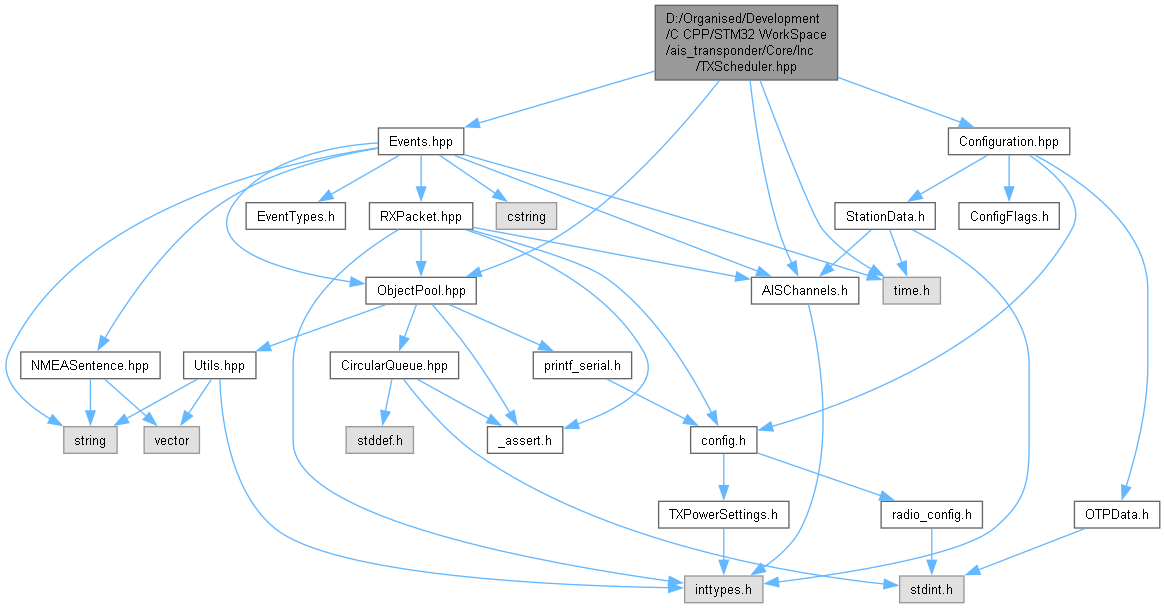 D:/Organised/Development
/C CPP/STM32 WorkSpace
/ais_transponder/Core/Inc
/TXScheduler.hpp
Events.hpp
Configuration.hpp
EventTypes.h
RXPacket.hpp
cstring
StationData.h
ConfigFlags.h
ObjectPool.hpp
AISChannels.h
time.h
NMEASentence.hpp
Utils.hpp
CircularQueue.hpp
printf_serial.h
string
vector
stddef.h
_assert.h
config.h
TXPowerSettings.h
radio_config.h
OTPData.h
inttypes.h
stdint.h